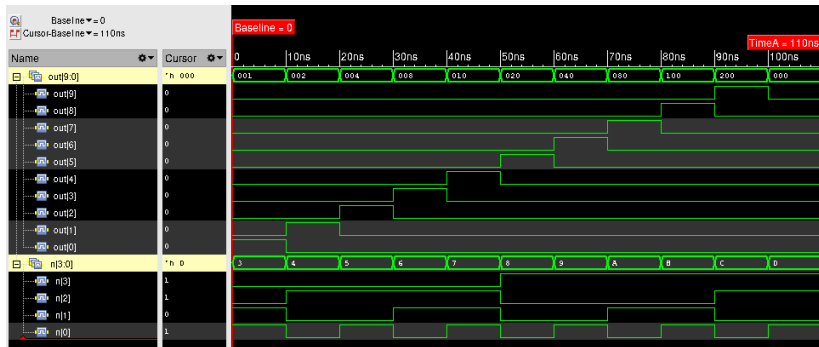 Baseline▼= 0
Cursor-Baseline▼= 110ns
Baseline = 0
TimeA = 110ns
Name Cursor 0 10ns 20ns 30ns 40ns 50ns 60ns 70ns 80ns 90ns 100ns
out[9:0] 'h 000 001 002 004 008 010 020 040 080 100 200 000
out[9] 0
out[8] 0
out[7] 0
out[6] 0
out[5] 0
out[4] 0
out[3] 0
out[2] 0
out[1] 0
out[0] 0
n[3:0] 'h D 3 4 5 6 7 8 9 A B C D
n[3] 1
n[2] 1
n[1] 0
n[0] 1